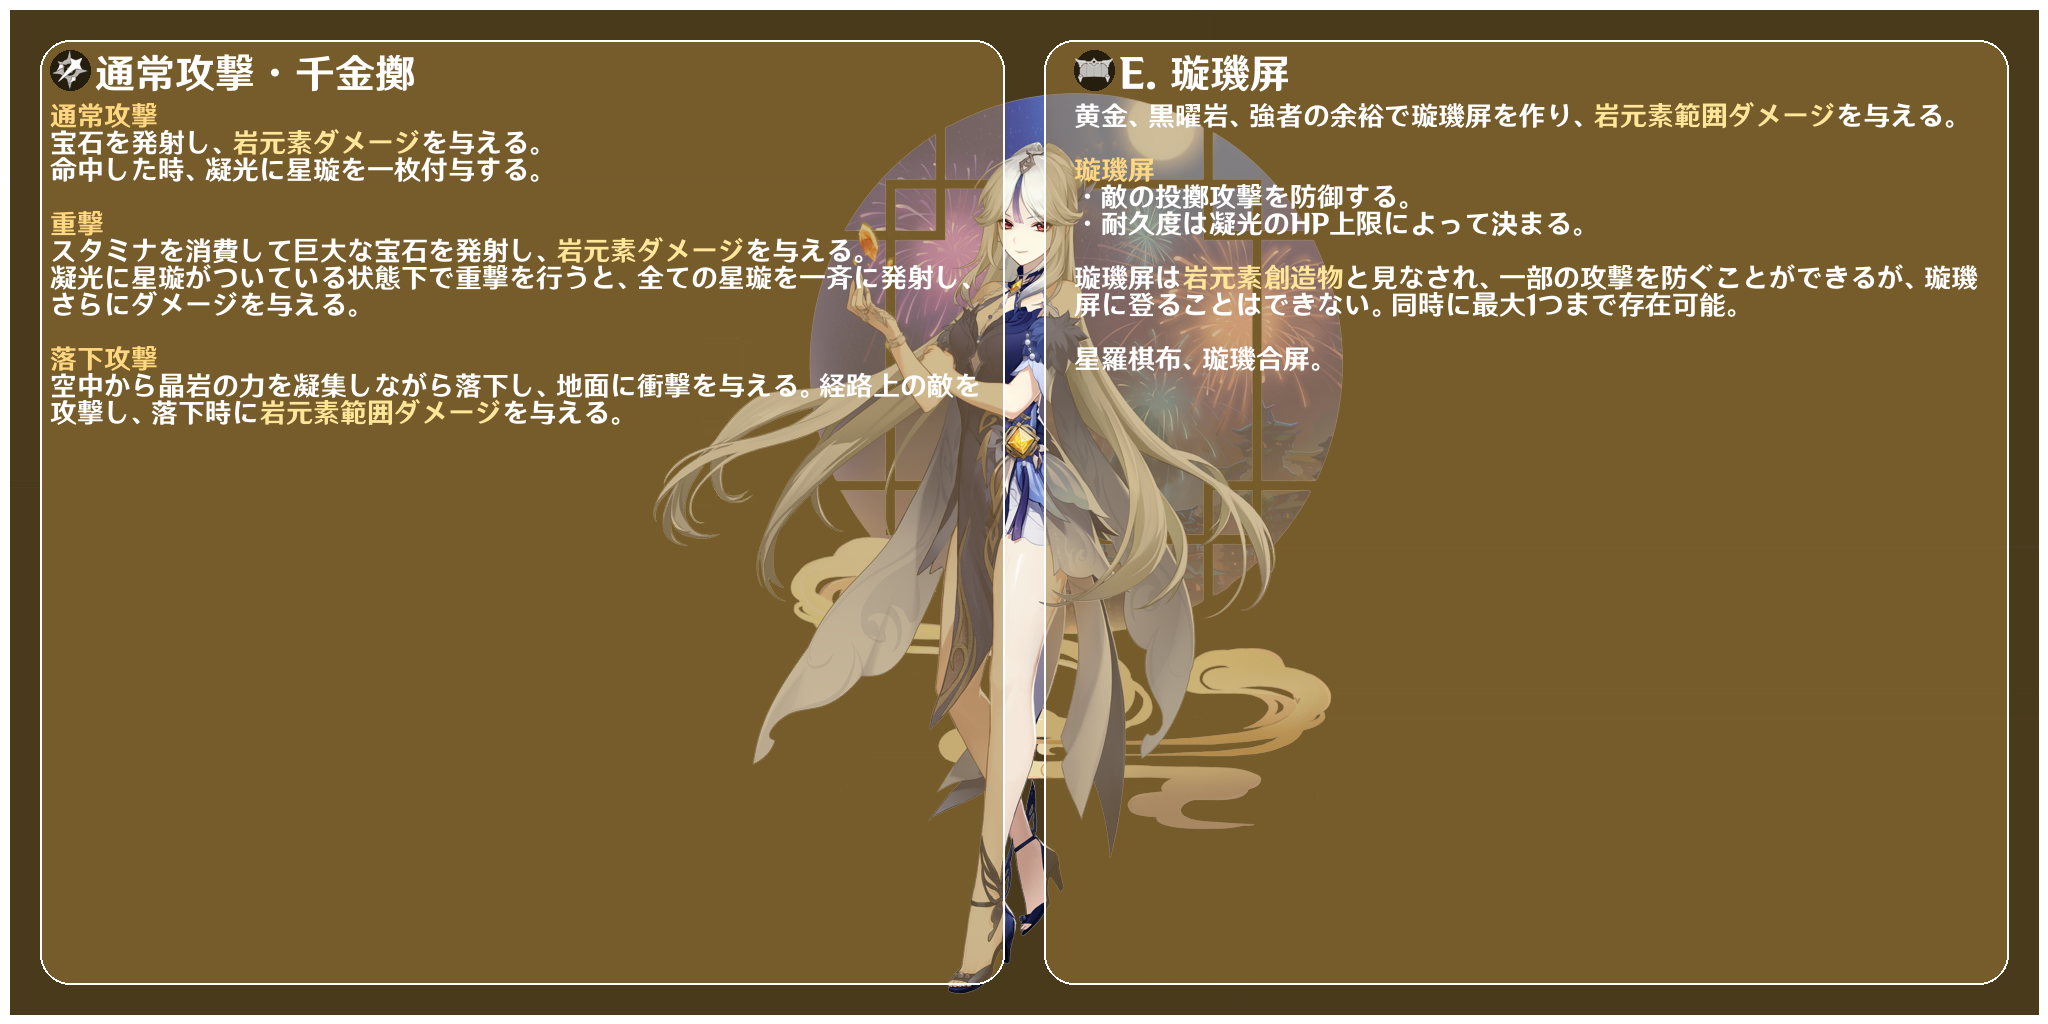 通常攻撃・千金擲
通常攻撃
宝石を発射し、岩元素ダメージを与える。
命中した時、凝光に星璇を一枚付与する。
重撃
スタミナを消費して巨大な宝石を発射し、岩元素ダメージを与える。
凝光に星璇がついている状態下で重撃を行うと、全ての星璇を一斉に発射し、
さらにダメージを与える。
落下攻撃
空中から晶岩の力を凝集しながら落下し、地面に衝撃を与える。経路上の敵を
攻撃し、落下時に岩元素範囲ダメージを与える。
E. 璇璣屏
黄金、黒曜岩、強者の余裕で璇璣屏を作り、岩元素範囲ダメージを与える。
璇璣屏
・敵の投擲攻撃を防御する。
・耐久度は凝光のHP上限によって決まる。
璇璣屏は岩元素創造物と見なされ、一部の攻撃を防ぐことができるが、璇璣
屏に登ることはできない。同時に最大1つまで存在可能。
星羅棋布、璇璣合屏。